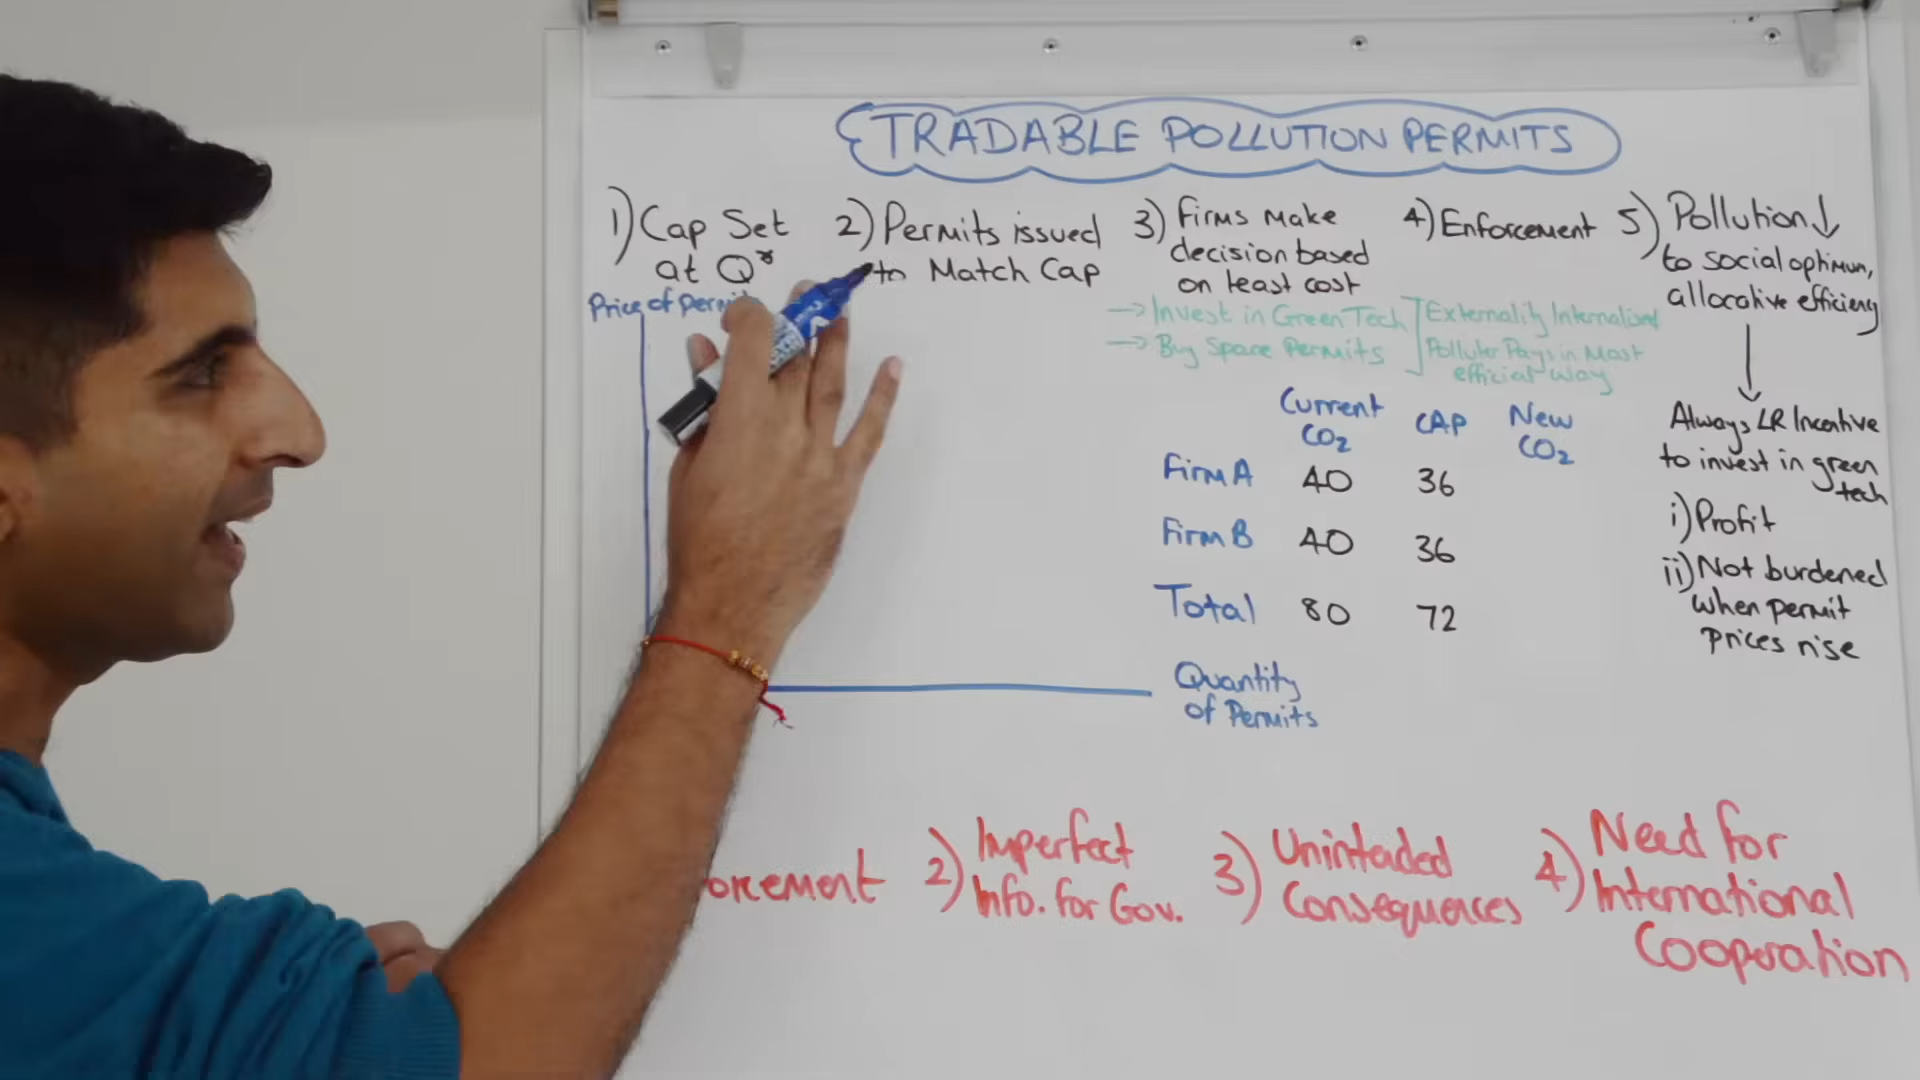 TRADABLE POLLUTION PERMITS
1) Cap Set
at Q*
2) Permits issued
to Match Cap
3) Firms Make
decision based
on least cost
→ Invest in Green Tech
→ Buy Spare Permits
Externality Internalised
Polluter Pays in Most
efficient way
4) Enforcement
5) Pollution ↓
to social optimum,
allocative efficiency
Always LR Incentive
to invest in green
tech
i) Profit
ii) Not burdened
when permit
prices rise
Price of
Quantity
of Permits
Current CO2 CAP New CO2
Firm A 40 36
Firm B 40 36
Total 80 72
2) Imperfect
Info. for Gov.
3) Unintended
Consequences
4) Need for
International
Cooperation